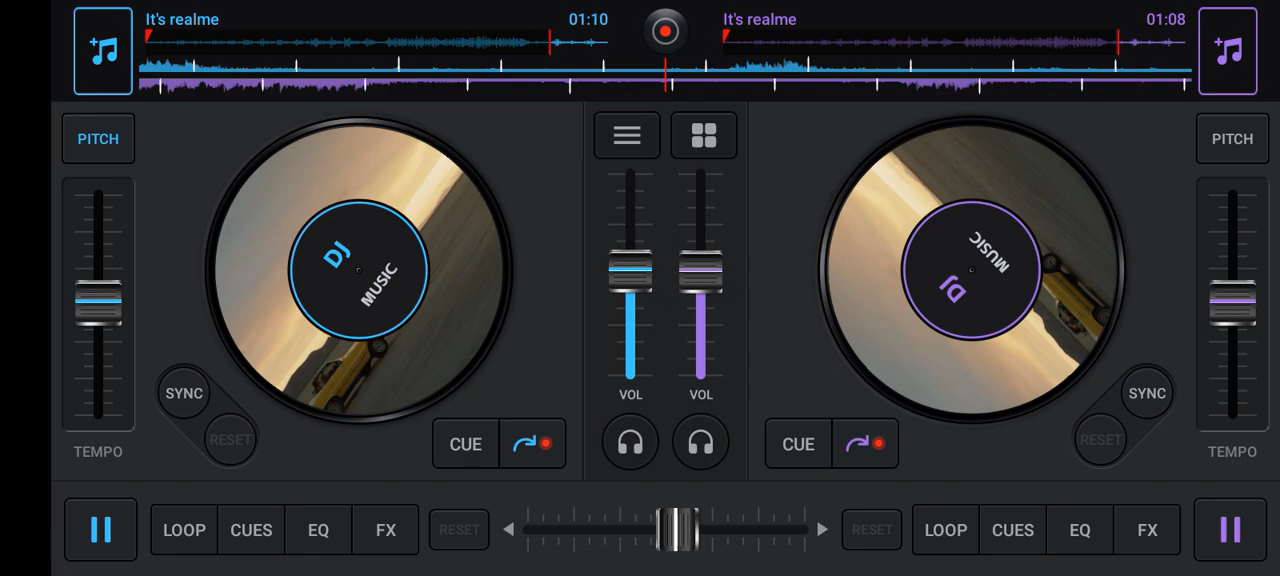 It's realme
01:10
It's realme
01:08
PITCH
PITCH
DJ
MUSIC
MUSIC
DJ
VOL
VOL
SYNC
RESET
SYNC
RESET
TEMPO
CUE
CUE
TEMPO
LOOP
CUES
EQ
FX
RESET
RESET
LOOP
CUES
EQ
FX